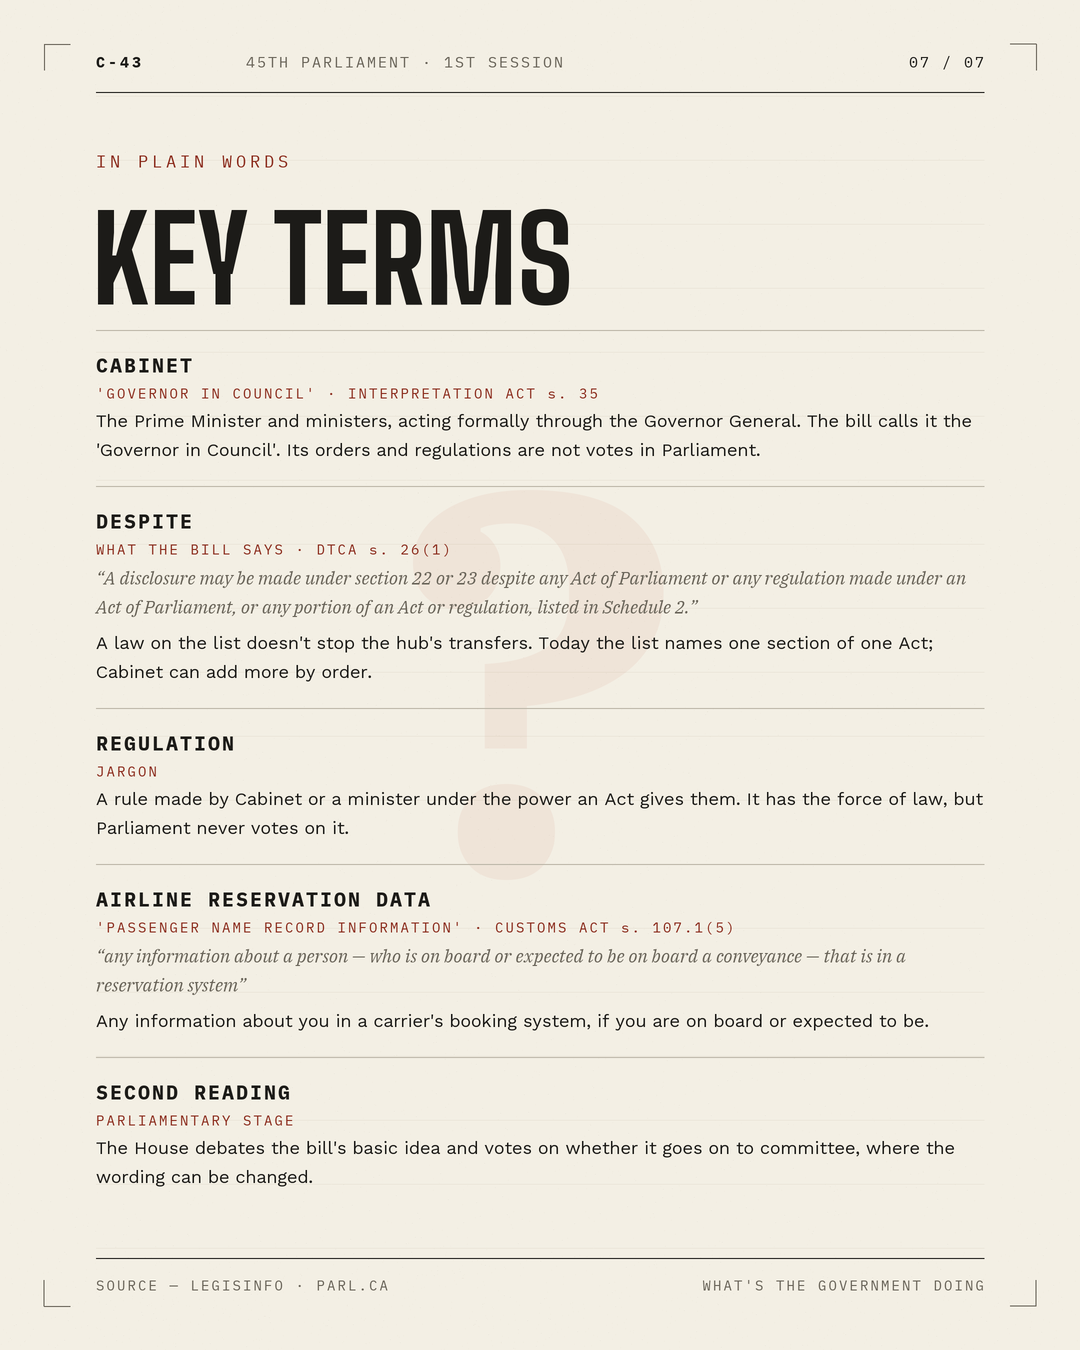 C-43 45TH PARLIAMENT · 1ST SESSION 07 / 07
IN PLAIN WORDS
KEY TERMS
CABINET
'GOVERNOR IN COUNCIL' · INTERPRETATION ACT s. 35
The Prime Minister and ministers, acting formally through the Governor General. The bill calls it the
'Governor in Council'. Its orders and regulations are not votes in Parliament.
DESPITE
WHAT THE BILL SAYS · DTCA s. 26(1)
“A disclosure may be made under section 22 or 23 despite any Act of Parliament or any regulation made under an
Act of Parliament, or any portion of an Act or regulation, listed in Schedule 2.”
A law on the list doesn't stop the hub's transfers. Today the list names one section of one Act;
Cabinet can add more by order.
REGULATION
JARGON
A rule made by Cabinet or a minister under the power an Act gives them. It has the force of law, but
Parliament never votes on it.
AIRLINE RESERVATION DATA
'PASSENGER NAME RECORD INFORMATION' · CUSTOMS ACT s. 107.1(5)
“any information about a person — who is on board or expected to be on board a conveyance — that is in a
reservation system”
Any information about you in a carrier's booking system, if you are on board or expected to be.
SECOND READING
PARLIAMENTARY STAGE
The House debates the bill's basic idea and votes on whether it goes on to committee, where the
wording can be changed.
SOURCE — LEGISINFO · PARL.CA WHAT'S THE GOVERNMENT DOING
?